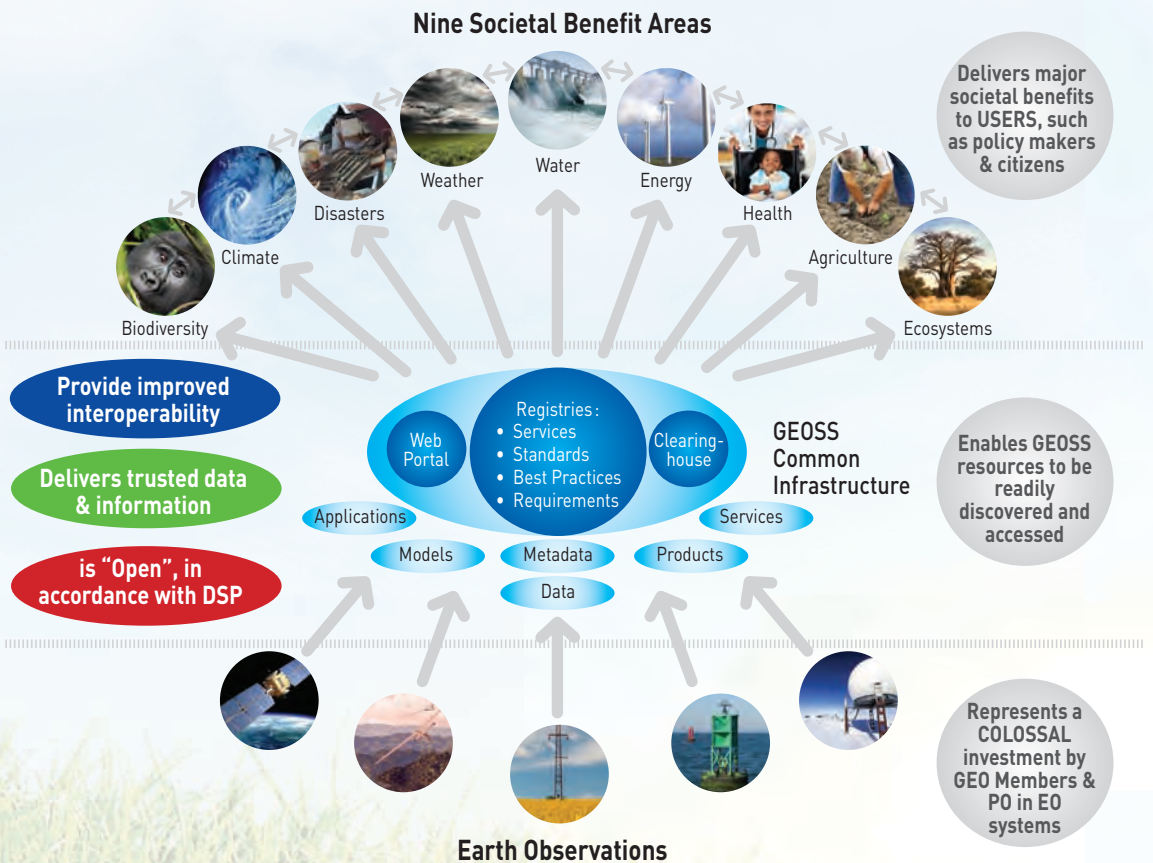 Nine Societal Benefit Areas
Delivers major
societal benefits
to USERS, such
as policy makers
& citizens
Water
Weather
Energy
Disasters
Health
Climate
Agriculture
Biodiversity
Ecosystems
Provide improved
interoperability
Delivers trusted data
& information
is “Open”, in
accordance with DSP
Web
Portal
Registries:
• Services
• Standards
• Best Practices
• Requirements
Clearing-
house
GEOSS
Common
Infrastructure
Applications
Services
Models
Metadata
Products
Data
Enables GEOSS
resources to be
readily
discovered and
accessed
Represents a
COLOSSAL
investment by
GEO Members &
PO in EO
systems
Earth Observations